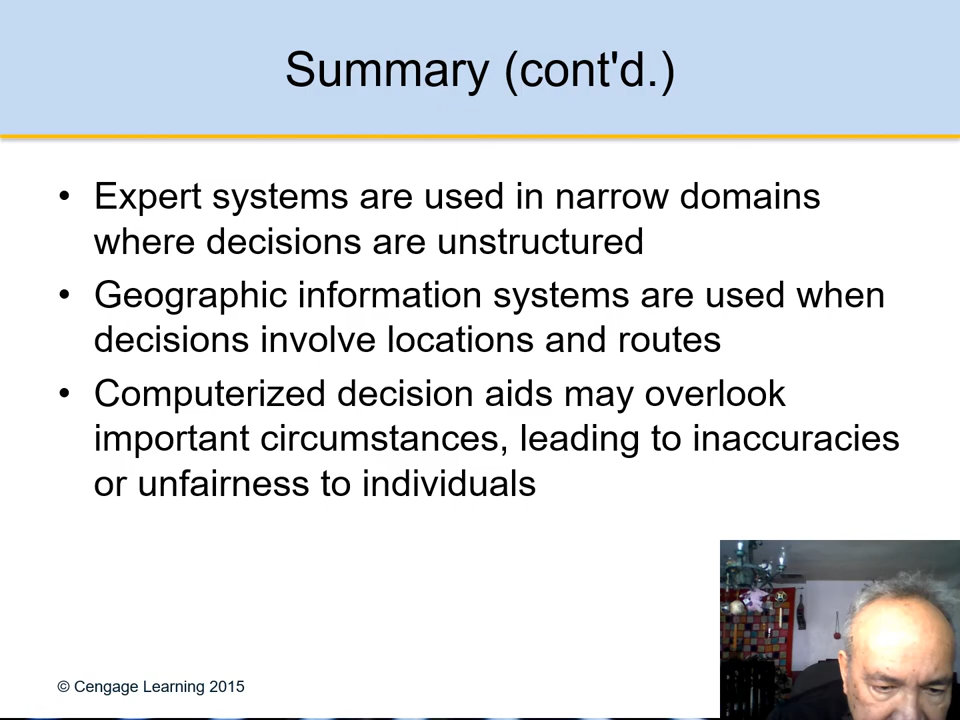 Summary (cont'd.)
• Expert systems are used in narrow domains
where decisions are unstructured
• Geographic information systems are used when
decisions involve locations and routes
• Computerized decision aids may overlook
important circumstances, leading to inaccuracies
or unfairness to individuals
© Cengage Learning 2015